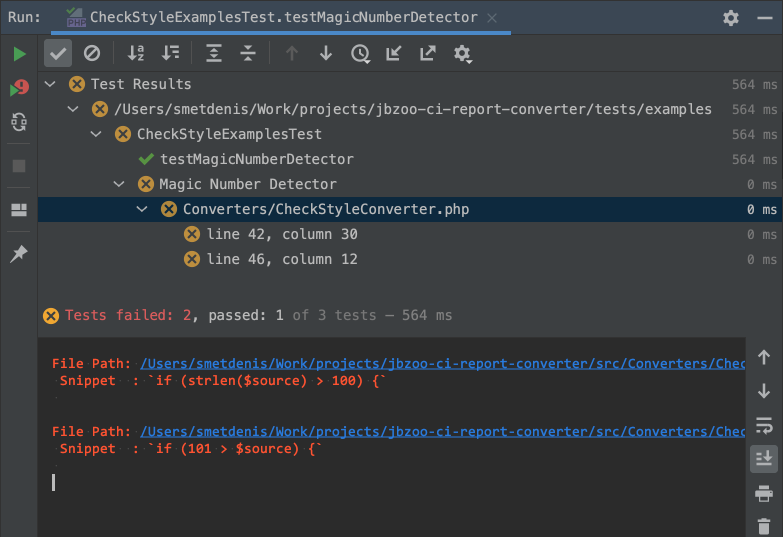 Run: PHP CheckStyleExamplesTest.testMagicNumberDetector
Test Results 564 ms
/Users/smetdenis/Work/projects/jbzoo-ci-report-converter/tests/examples 564 ms
CheckStyleExamplesTest 564 ms
testMagicNumberDetector 564 ms
Magic Number Detector 0 ms
Converters/CheckStyleConverter.php 0 ms
line 42, column 30 0 ms
line 46, column 12 0 ms
Tests failed: 2, passed: 1 of 3 tests – 564 ms
File Path: /Users/smetdenis/Work/projects/jbzoo-ci-report-converter/src/Converters/Chec
Snippet : `if (strlen($source) > 100) {`
File Path: /Users/smetdenis/Work/projects/jbzoo-ci-report-converter/src/Converters/Chec
Snippet : `if (101 > $source) {`